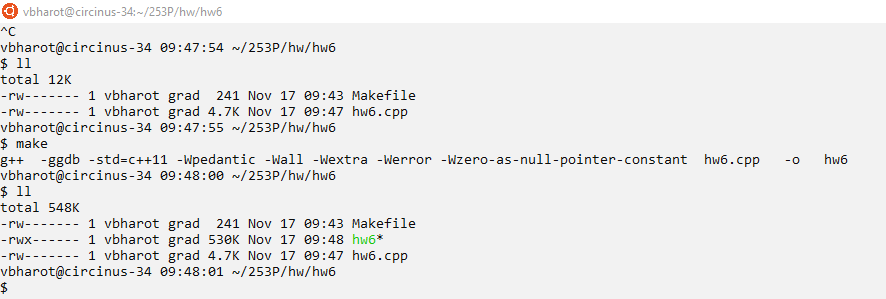 vbharot@circinus-34:~/253P/hw/hw6
^C
vbharot@circinus-34 09:47:54 ~/253P/hw/hw6
$ ll
total 12K
-rw------- 1 vbharot grad  241 Nov 17 09:43 Makefile
-rw------- 1 vbharot grad 4.7K Nov 17 09:47 hw6.cpp
vbharot@circinus-34 09:47:55 ~/253P/hw/hw6
$ make
g++  -ggdb -std=c++11 -Wpedantic -Wall -Wextra -Werror -Wzero-as-null-pointer-constant  hw6.cpp   -o   hw6
vbharot@circinus-34 09:48:00 ~/253P/hw/hw6
$ ll
total 548K
-rw------- 1 vbharot grad  241 Nov 17 09:43 Makefile
-rwx------ 1 vbharot grad 530K Nov 17 09:48 hw6*
-rw------- 1 vbharot grad 4.7K Nov 17 09:47 hw6.cpp
vbharot@circinus-34 09:48:01 ~/253P/hw/hw6
$